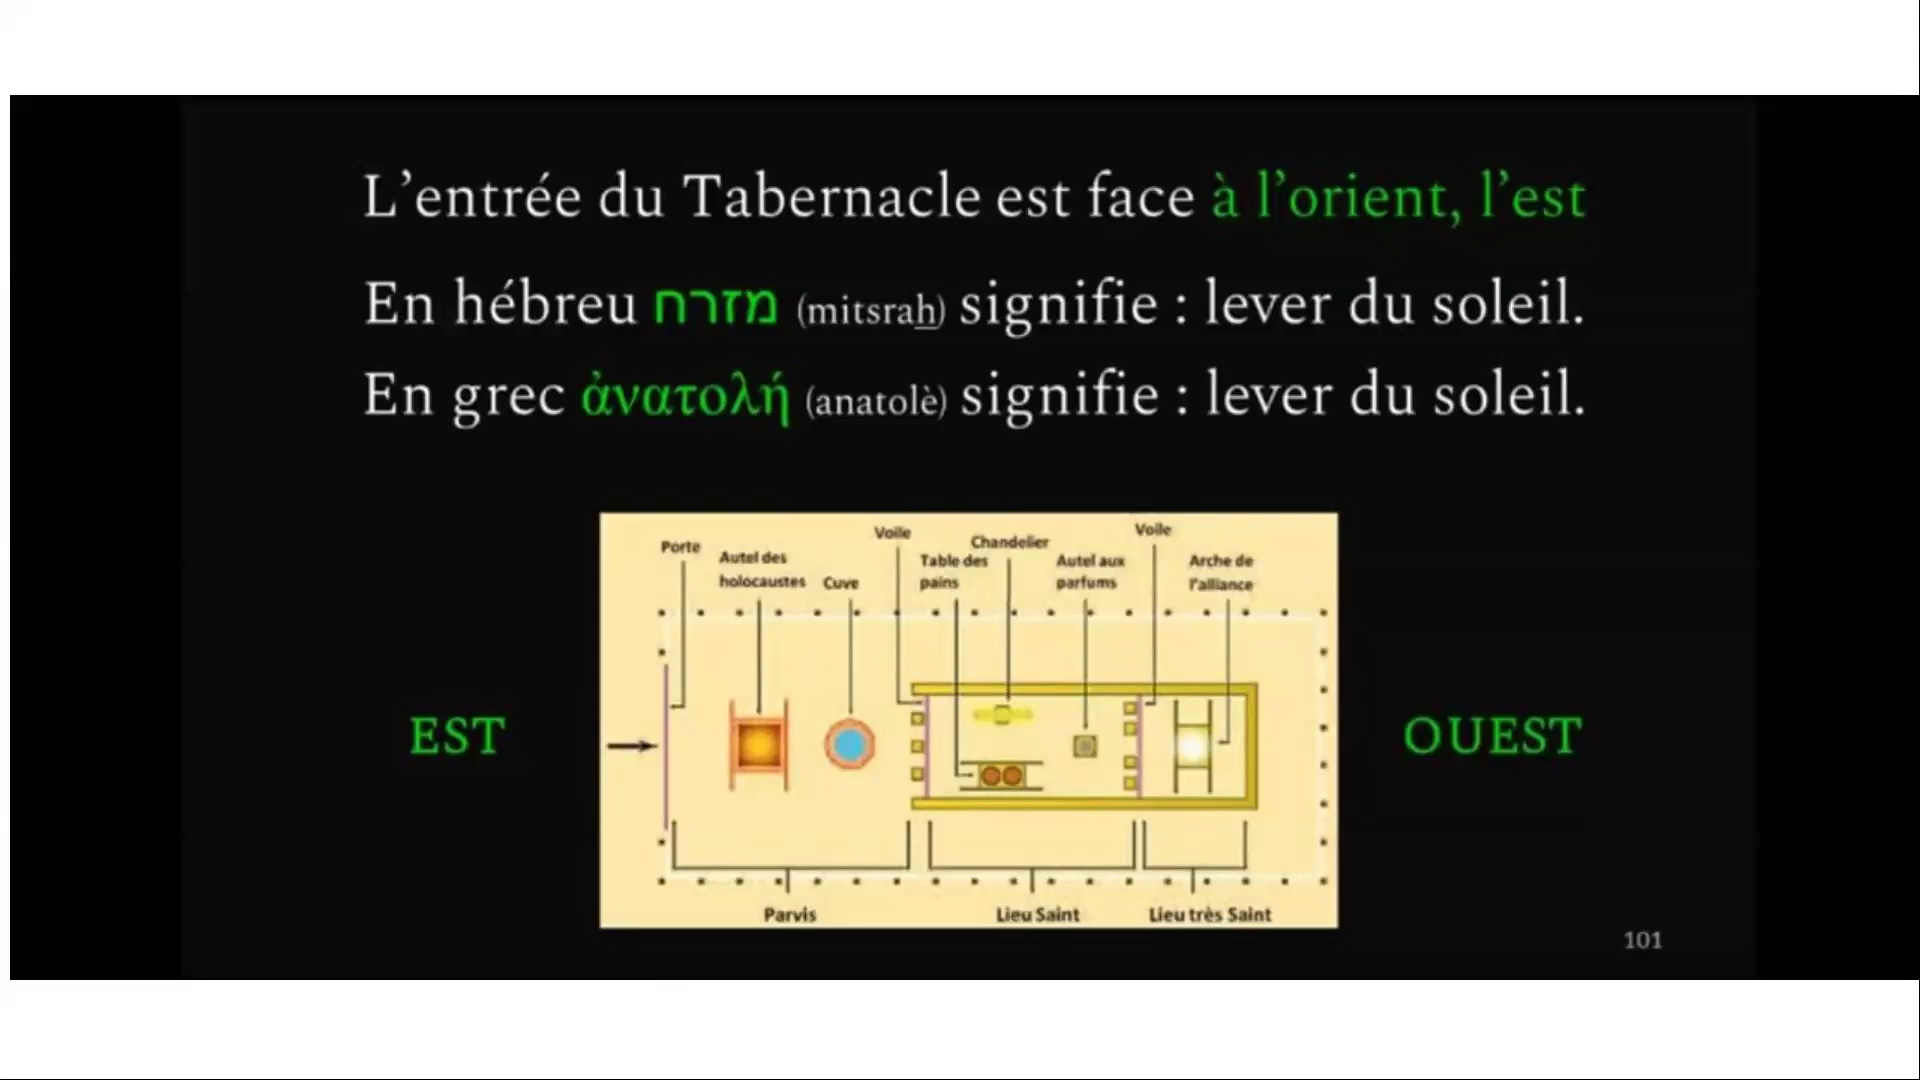 L’entrée du Tabernacle est face à l’orient, l’est
En hébreu מזרח (mitsrah) signifie : lever du soleil.
En grec ἀνατολή (anatolè) signifie : lever du soleil.
Porte
Autel des
holocaustes
Cuve
Voile
Table des
pains
Chandelier
Autel aux
parfums
Voile
Arche de
l'alliance
EST
OUEST
Parvis
Lieu Saint
Lieu très Saint
101